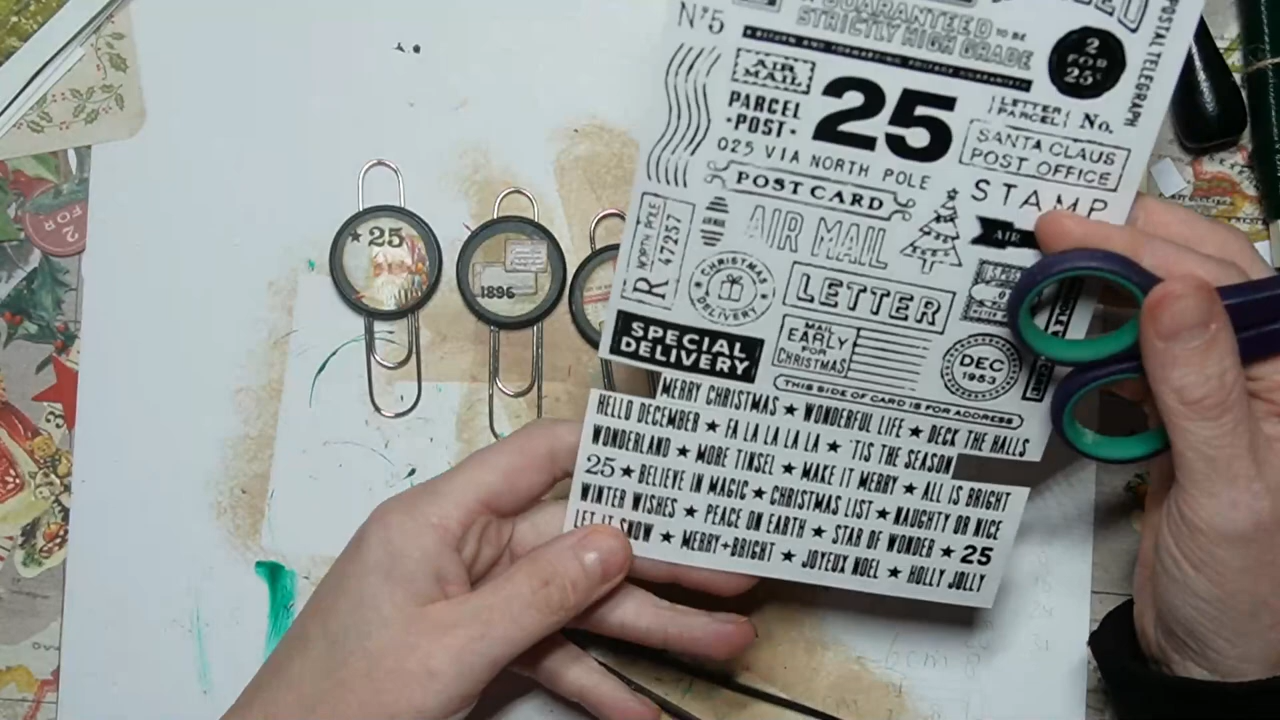 GUARANTEED TO BE
STRICTLY HIGH GRADE
N°5
POSTAL TELEGRAPH
2
FOR
25¢
AIR
MAIL
PARCEL
-POST-
25
LETTER
PARCEL
No.
025 VIA NORTH POLE
SANTA CLAUS
POST OFFICE
POST CARD
STAMP
NORTH POLE
R 47257
AIR MAIL
AIR
CHRISTMAS
DELIVERY
LETTER
SPECIAL
DELIVERY
MAIL
EARLY
FOR
CHRISTMAS
DEC
1953
THIS SIDE OF CARD IS FOR ADDRESS
MERRY CHRISTMAS ★ WONDERFUL LIFE ★ DECK THE HALLS
HELLO DECEMBER ★ FA LA LA LA LA ★ 'TIS THE SEASON
WONDERLAND ★ MORE TINSEL ★ MAKE IT MERRY ★ ALL IS BRIGHT
25 ★ BELIEVE IN MAGIC ★ CHRISTMAS LIST ★ NAUGHTY OR NICE
WINTER WISHES ★ PEACE ON EARTH ★ STAR OF WONDER ★ 25
LET IT SNOW ★ MERRY+BRIGHT ★ JOYEUX NOEL ★ HOLLY JOLLY
★ 25
1896
2
FOR
6cm